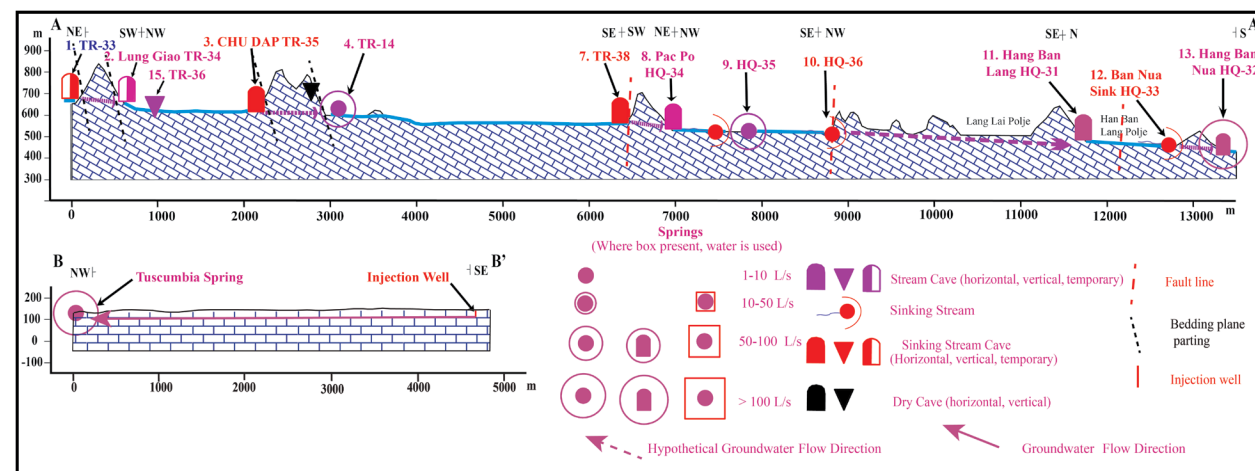 A
A
NE
SW
NW
SE
SW
NE
NW
SE
NW
SE
N
S
m
900
800
700
600
500
400
300
1. TR-33
2. Lung Giao TR-34
15. TR-36
3. CHU DAP TR-35
4. TR-14
7. TR-38
8. Pac Po
HQ-34
9. HQ-35
10. HQ-36
11. Hang Ban
Lang HQ-31
12. Ban Nua
Sink HQ-33
13. Hang Ban
Nua HQ-32
Lang Lai Polje
Han Ban
Lang Polje
0
1000
2000
3000
4000
5000
6000
7000
8000
9000
10000
11000
12000
13000
m
B
B'
NW
SE
Tuscumbia Spring
Injection Well
200
100
0
-100
0
1000
2000
3000
4000
5000
m
Springs
(Where box present, water is used)
1-10 L/s
10-50 L/s
50-100 L/s
> 100 L/s
Stream Cave (horizontal, vertical, temporary)
Sinking Stream
Sinking Stream Cave
(Horizontal, vertical, temporary)
Dry Cave (horizontal, vertical)
Fault line
Bedding plane
parting
Injection well
Hypothetical Groundwater Flow Direction
Groundwater Flow Direction